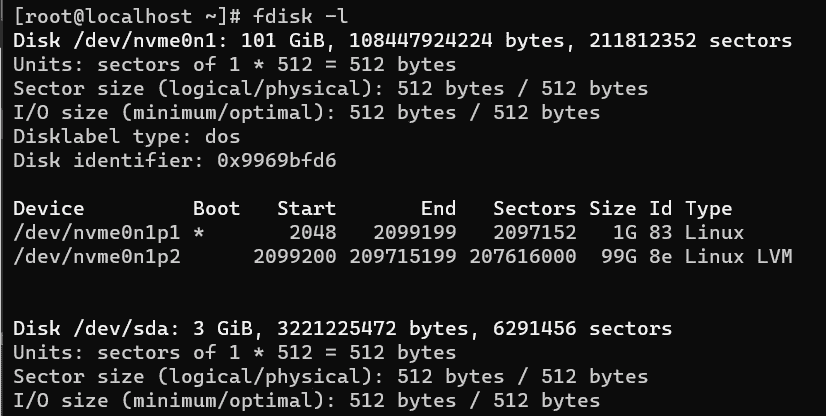 [root@localhost ~]# fdisk -l
Disk /dev/nvme0n1: 101 GiB, 108447924224 bytes, 211812352 sectors
Units: sectors of 1 * 512 = 512 bytes
Sector size (logical/physical): 512 bytes / 512 bytes
I/O size (minimum/optimal): 512 bytes / 512 bytes
Disklabel type: dos
Disk identifier: 0x9969bfd6
Device         Boot   Start       End   Sectors Size Id Type
/dev/nvme0n1p1 *       2048   2099199   2097152   1G 83 Linux
/dev/nvme0n1p2      2099200 209715199 207616000  99G 8e Linux LVM
Disk /dev/sda: 3 GiB, 3221225472 bytes, 6291456 sectors
Units: sectors of 1 * 512 = 512 bytes
Sector size (logical/physical): 512 bytes / 512 bytes
I/O size (minimum/optimal): 512 bytes / 512 bytes